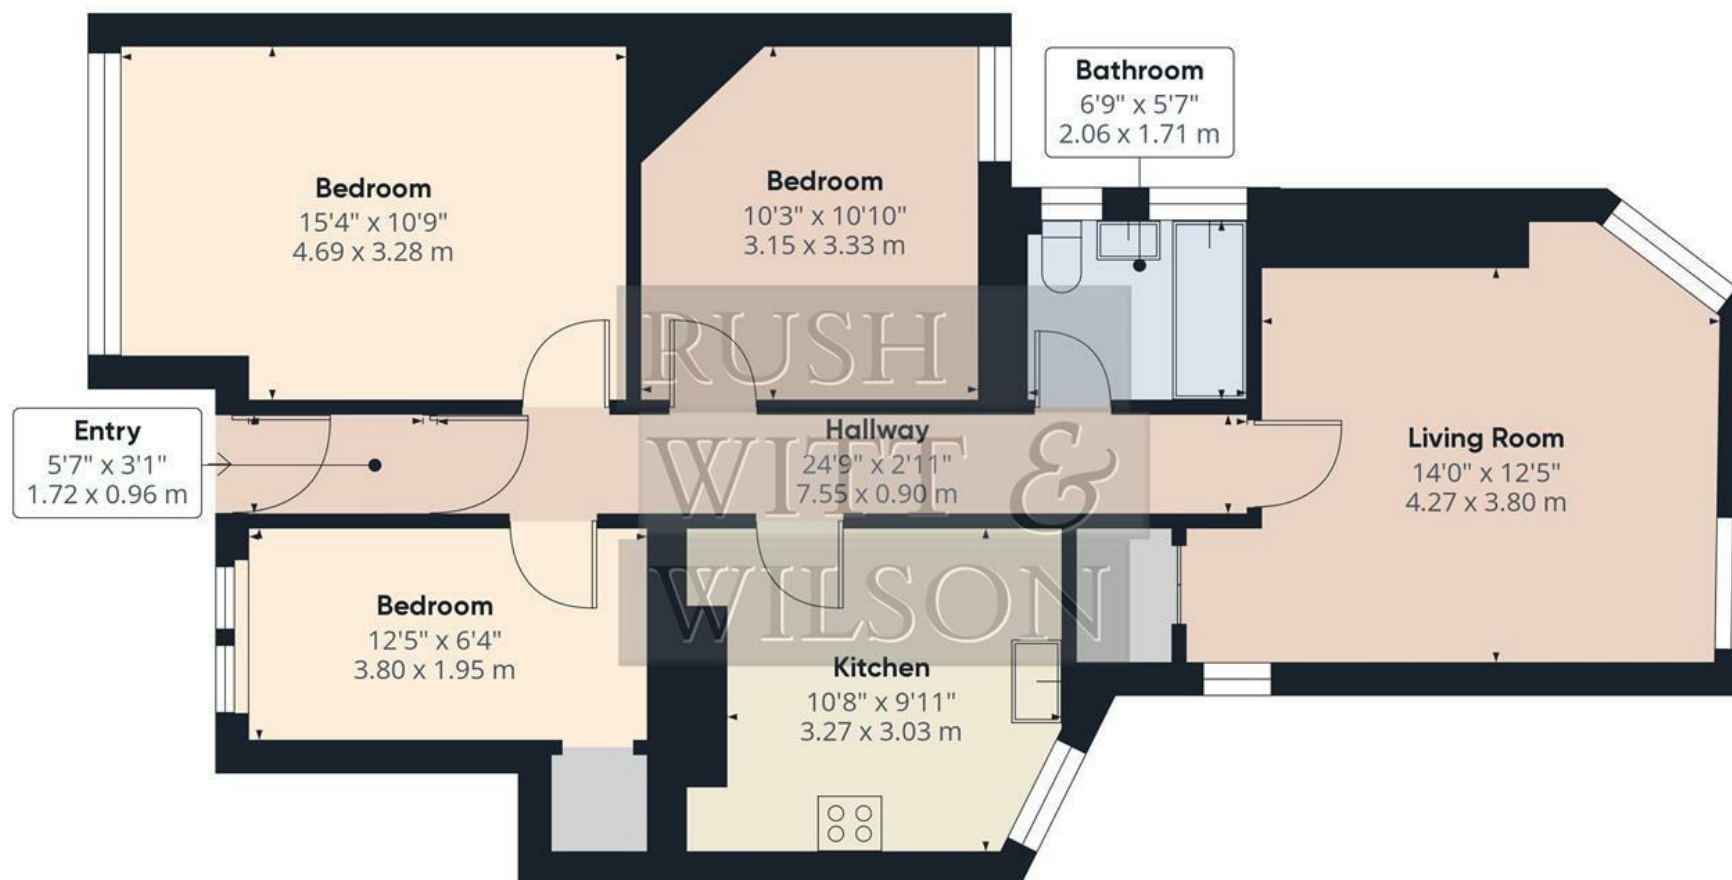 Bedroom
15'4" x 10'9"
4.69 x 3.28 m
Bedroom
10'3" x 10'10"
3.15 x 3.33 m
Bathroom
6'9" x 5'7"
2.06 x 1.71 m
Entry
5'7" x 3'1"
1.72 x 0.96 m
Hallway
24'9" x 2'11"
7.55 x 0.90 m
Living Room
14'0" x 12'5"
4.27 x 3.80 m
Bedroom
12'5" x 6'4"
3.80 x 1.95 m
Kitchen
10'8" x 9'11"
3.27 x 3.03 m
RUSH
WITT &
WILSON